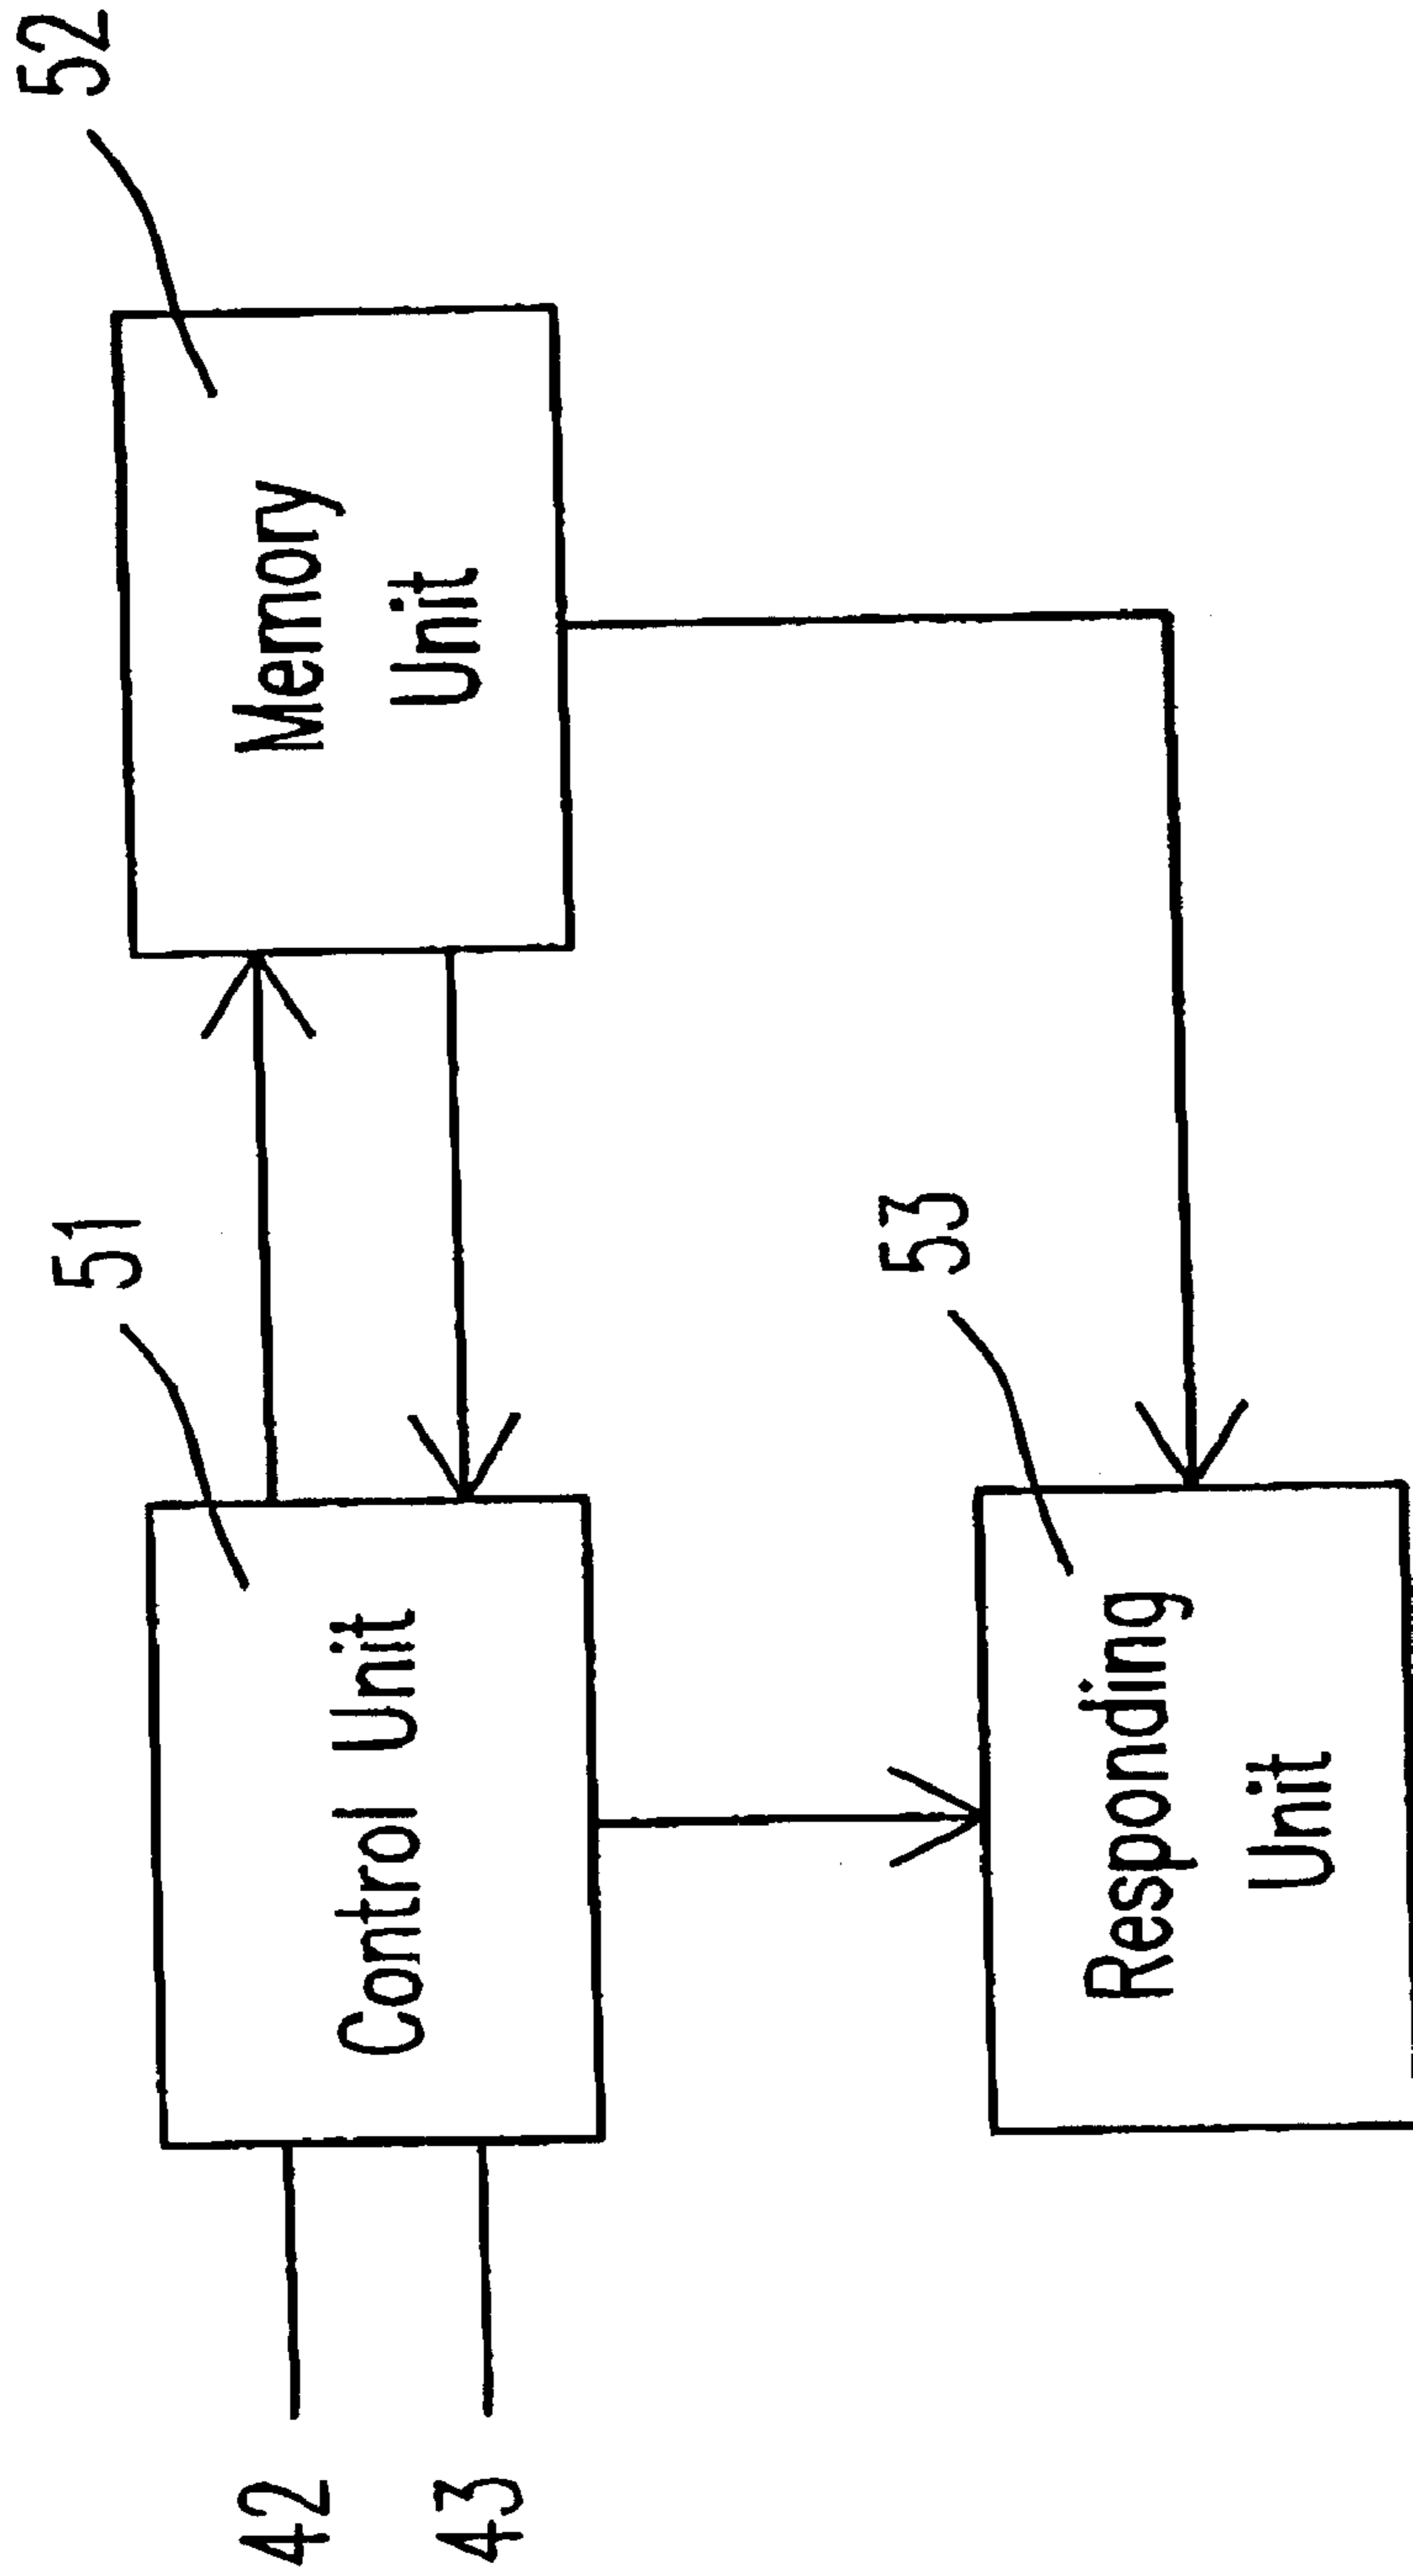 51
52
42
43
Control Unit
Memory
Unit
53
Responding
Unit